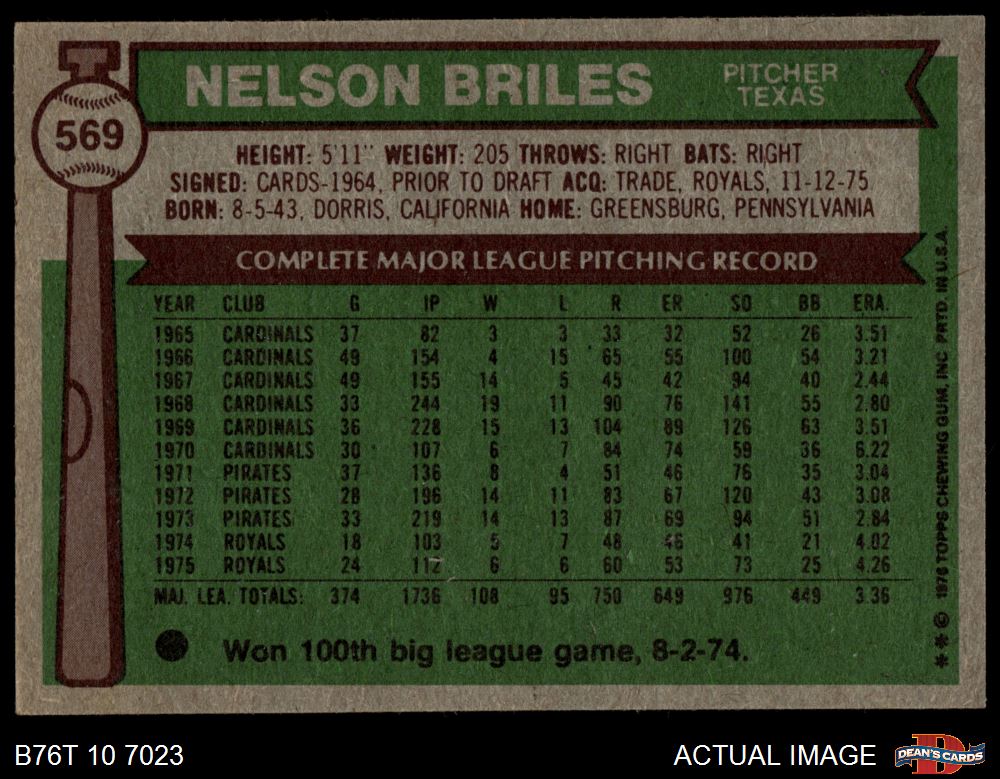 NELSON BRILES
PITCHER
TEXAS
569
HEIGHT: 5'11" WEIGHT: 205 THROWS: RIGHT BATS: RIGHT
SIGNED: CARDS-1964, PRIOR TO DRAFT ACQ: TRADE, ROYALS, 11-12-75
BORN: 8-5-43, DORRIS, CALIFORNIA HOME: GREENSBURG, PENNSYLVANIA
COMPLETE MAJOR LEAGUE PITCHING RECORD
YEAR CLUB G IP W L R ER SO BB ERA.
1965 CARDINALS 37 82 3 3 33 32 52 26 3.51
1966 CARDINALS 49 154 4 15 65 55 100 54 3.21
1967 CARDINALS 49 155 14 5 45 42 94 40 2.44
1968 CARDINALS 33 244 19 11 90 76 141 55 2.80
1969 CARDINALS 36 228 15 13 104 89 126 63 3.51
1970 CARDINALS 30 107 6 7 84 74 59 36 6.22
1971 PIRATES 37 136 8 4 51 46 76 35 3.04
1972 PIRATES 28 196 14 11 83 67 120 43 3.08
1973 PIRATES 33 219 14 13 87 69 94 51 2.84
1974 ROYALS 18 103 5 7 48 46 41 21 4.02
1975 ROYALS 24 112 6 6 60 53 73 25 4.26
MAJ. LEA. TOTALS: 374 1736 108 95 750 649 976 449 3.36
Won 100th big league game, 8-2-74.
** © 1976 TOPPS CHEWING GUM, INC PRTD. IN U.S.A.
B76T 10 7023
ACTUAL IMAGE
DEAN'S CARDS